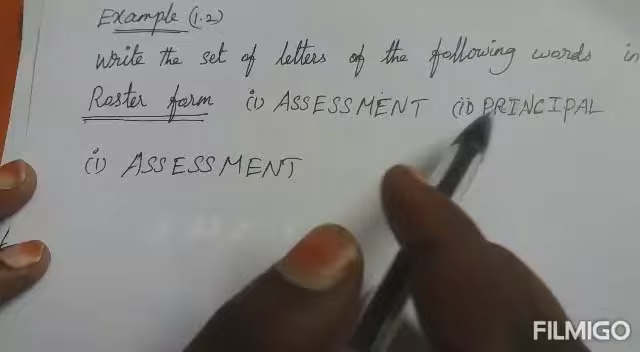 Example (1.2)
Write the set of letters of the following words in
Roster form (i) ASSESSMENT (ii) PRINCIPAL
(i) ASSESSMENT
FILMIGO